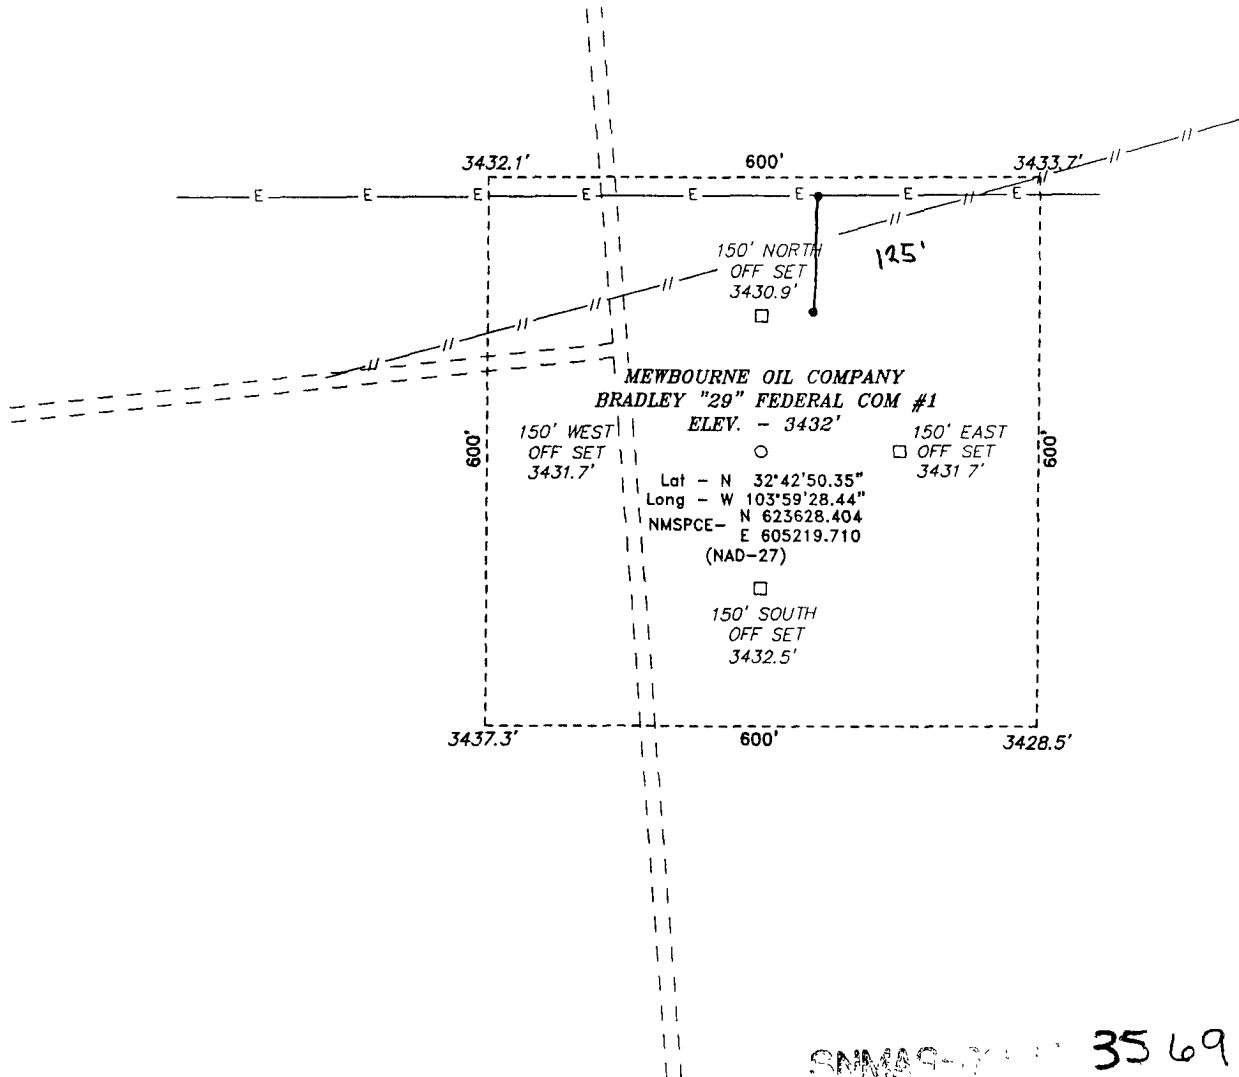 3432.1'
600'
3433.7'
E E E E E E E E
150' NORTH
OFF SET
3430.9'
125'
MEWBOURNE OIL COMPANY
BRADLEY "29" FEDERAL COM #1
ELEV. - 3432'
600'
150' WEST
OFF SET
3431.7'
150' EAST
OFF SET
3431 7'
600'
Lat - N 32°42'50.35"
Long - W 103°59'28.44"
NMSPCE- N 623628.404
E 605219.710
(NAD-27)
150' SOUTH
OFF SET
3432.5'
3437.3'
600'
3428.5'
3569